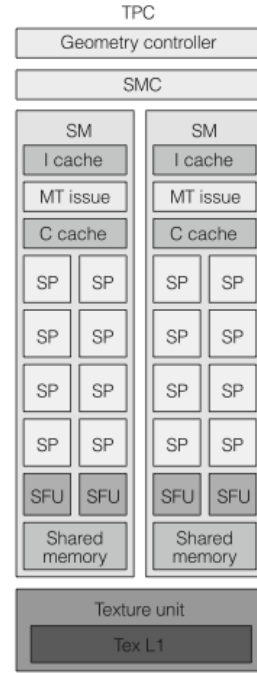 TPC
Geometry controller
SMC
SM
I cache
MT issue
C cache
SP SP
SP SP
SP SP
SP SP
SFU SFU
Shared
memory
SM
I cache
MT issue
C cache
SP SP
SP SP
SP SP
SP SP
SFU SFU
Shared
memory
Texture unit
Tex L1